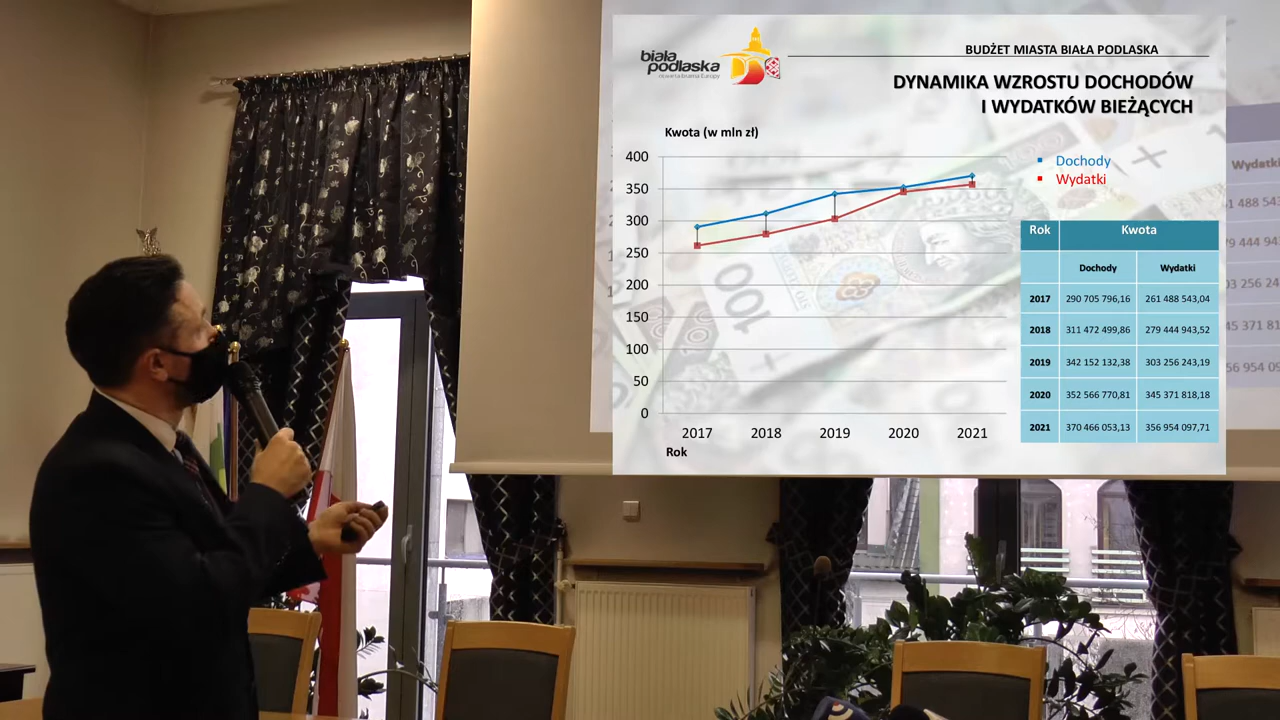 biała
podlaska
otwarta brama Europy
BUDŻET MIASTA BIAŁA PODLASKA
DYNAMIKA WZROSTU DOCHODÓW
I WYDATKÓW BIEŻĄCYCH
Kwota (w mln zł)
400
350
300
250
200
150
100
50
0
2017 2018 2019 2020 2021
Rok
Dochody
Wydatki
Rok Kwota
Dochody Wydatki
2017 290 705 796,16 261 488 543,04
2018 311 472 499,86 279 444 943,52
2019 342 152 132,38 303 256 243,19
2020 352 566 770,81 345 371 818,18
2021 370 466 053,13 356 954 097,71
100